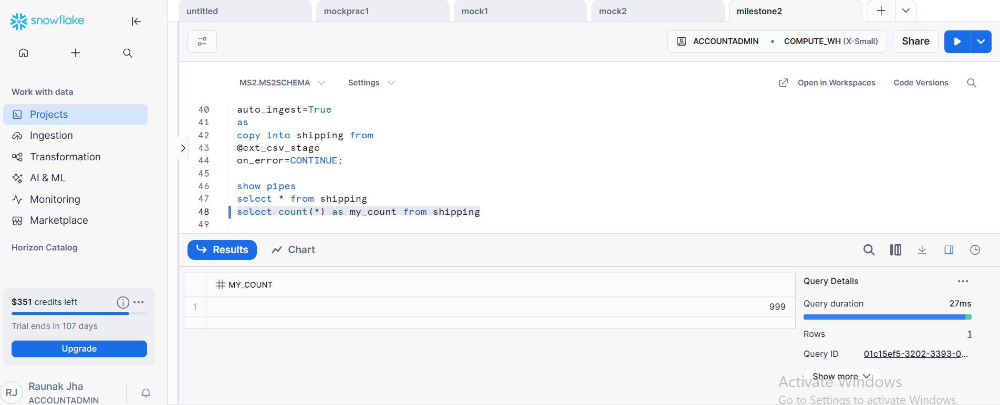 snowflake
Work with data
Projects
Ingestion
Transformation
AI & ML
Monitoring
Marketplace
Horizon Catalog
$351 credits left
Trial ends in 107 days
Upgrade
RJ
Raunak Jha
ACCOUNTADMIN
untitled
mockprac1
mock1
mock2
milestone2
ACCOUNTADMIN
COMPUTE_WH (X-Small)
Share
MS2.MS2SCHEMA
Settings
Open in Workspaces
Code Versions
40 auto_ingest=True
41 as
42 copy into shipping from
43 @ext_csv_stage
44 on_error=CONTINUE;
45
46 show pipes
47 select * from shipping
48 select count(*) as my_count from shipping
49
Results
Chart
# MY_COUNT
1 999
Query Details
Query duration 27ms
Rows 1
Query ID 01c15ef5-3202-3393-0...
Show more
Activate Windows
Go to Settings to activate Windows.